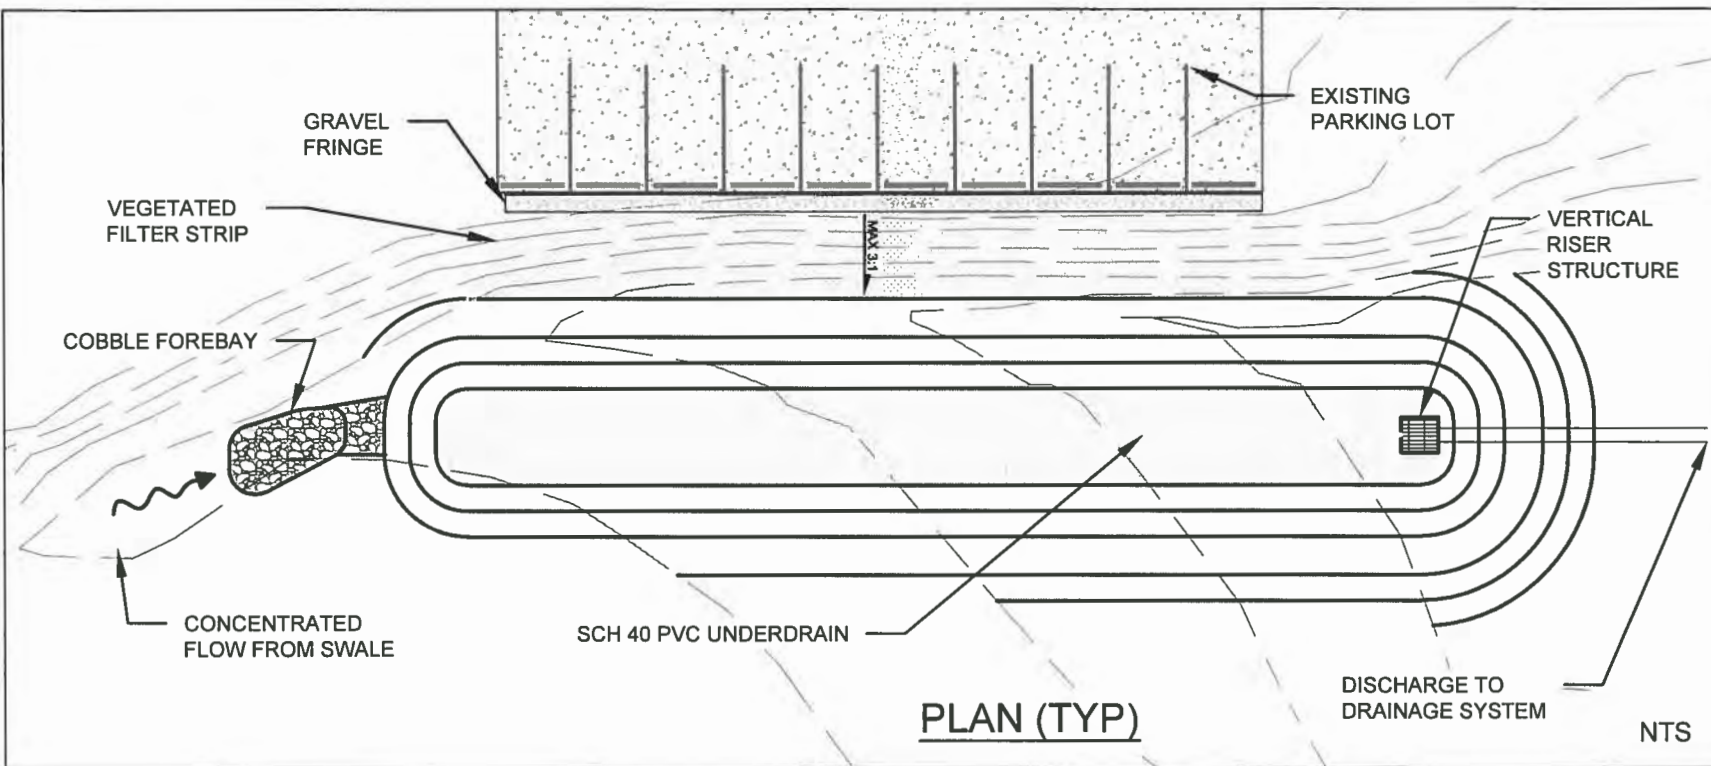 EXISTING
PARKING LOT
GRAVEL
FRINGE
VEGETATED
FILTER STRIP
VERTICAL
RISER
STRUCTURE
MAX 3:1
COBBLE FOREBAY
CONCENTRATED
FLOW FROM SWALE
SCH 40 PVC UNDERDRAIN
DISCHARGE TO
DRAINAGE SYSTEM
PLAN (TYP)
NTS